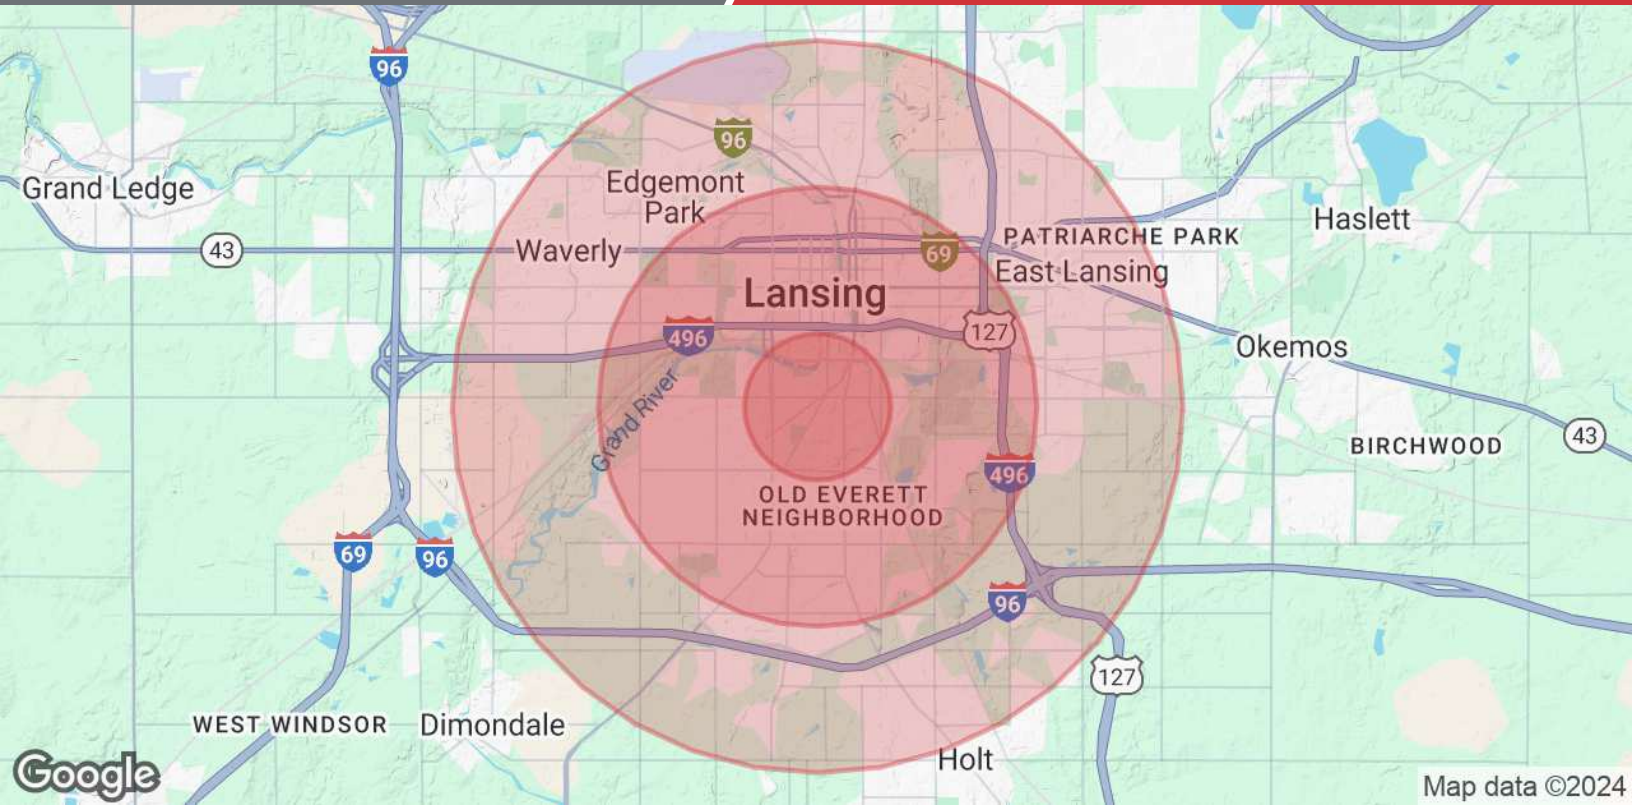 96
96
Edgemont
Park
Grand Ledge
Haslett
PATRIARCHE PARK
43
Waverly
69
East Lansing
Lansing
127
496
Okemos
Grand River
43
BIRCHWOOD
496
OLD EVERETT
NEIGHBORHOOD
69
96
96
127
WEST WINDSOR
Dimondale
Holt
Google
Map data ©2024